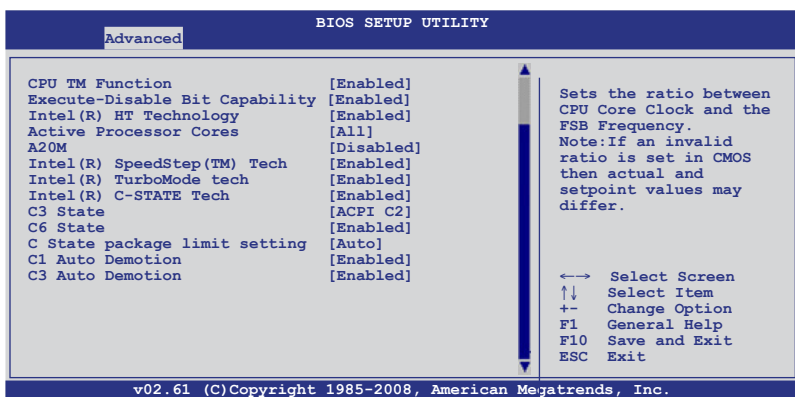 BIOS SETUP UTILITY
Advanced
CPU TM Function [Enabled]
Execute-Disable Bit Capability [Enabled]
Intel(R) HT Technology [Enabled]
Active Processor Cores [All]
A20M [Disabled]
Intel(R) SpeedStep(TM) Tech [Enabled]
Intel(R) TurboMode tech [Enabled]
Intel(R) C-STATE Tech [Enabled]
C3 State [ACPI C2]
C6 State [Enabled]
C State package limit setting [Auto]
C1 Auto Demotion [Enabled]
C3 Auto Demotion [Enabled]
Sets the ratio between
CPU Core Clock and the
FSB Frequency.
Note:If an invalid
ratio is set in CMOS
then actual and
setpoint values may
differ.
←→ Select Screen
↑↓ Select Item
+- Change Option
F1 General Help
F10 Save and Exit
ESC Exit
v02.61 (C)Copyright 1985-2008, American Megatrends, Inc.